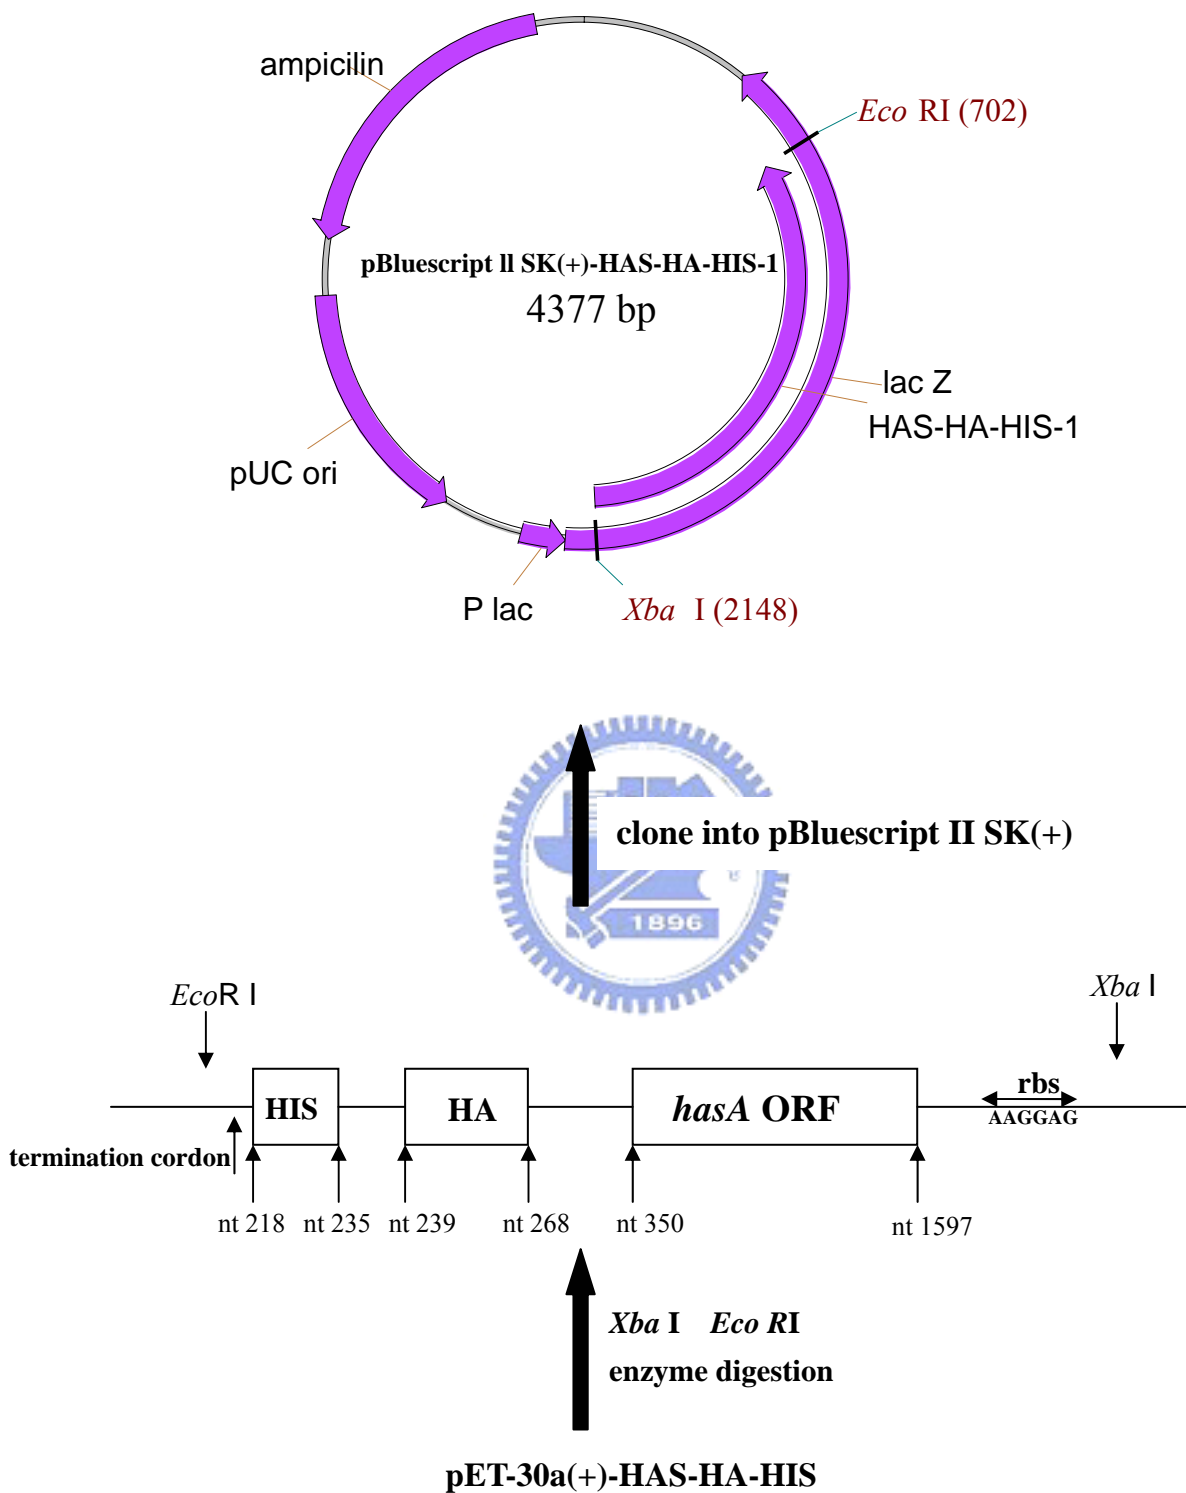 ampicilin
Eco RI (702)
pBluescript ll SK(+)-HAS-HA-HIS-1
4377 bp
lac Z
HAS-HA-HIS-1
pUC ori
P lac
Xba I (2148)
clone into pBluescript II SK(+)
1896
EcoR I
Xba I
HIS
HA
hasA ORF
rbs
AAGGAG
termination cordon
nt 218
nt 235
nt 239
nt 268
nt 350
nt 1597
Xba I Eco RI
enzyme digestion
pET-30a(+)-HAS-HA-HIS